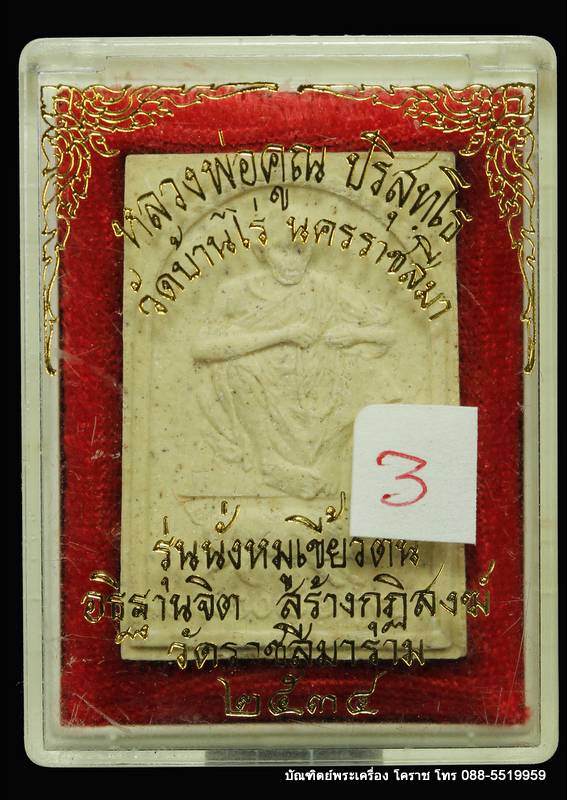 หลวงพ่อคูณ ปริสุทฺโธ
วัดบ้านไร่ นครราชสีมา
3
รุ่นนั่งหมูเขี้ยวตัน
อธิฐานจิต สร้างกุฏิสงฆ์
วัดราชสีมาราม
๒๕๓๔
บัณฑิตย์พระเครื่อง โคราช โทร 088-5519959